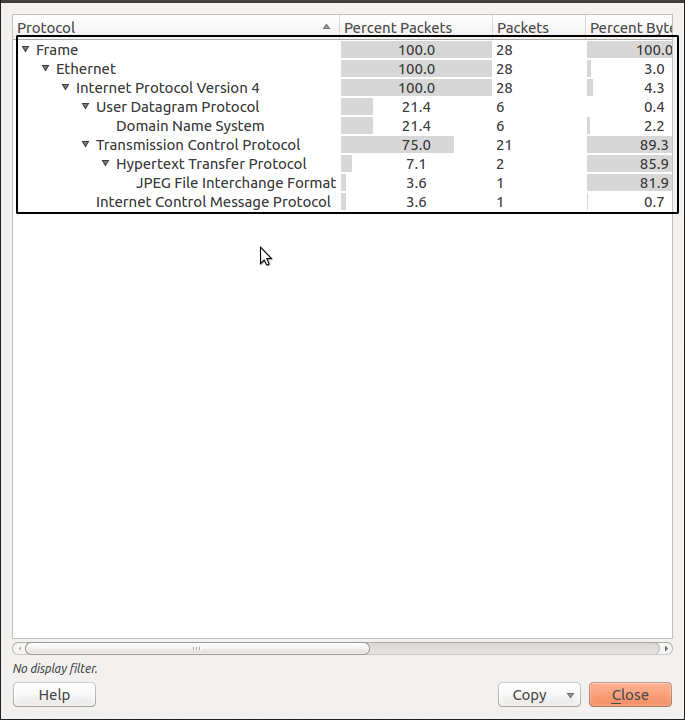 Protocol Percent Packets Packets Percent Byte
Frame 100.0 28 100.0
Ethernet 100.0 28 3.0
Internet Protocol Version 4 100.0 28 4.3
User Datagram Protocol 21.4 6 0.4
Domain Name System 21.4 6 2.2
Transmission Control Protocol 75.0 21 89.3
Hypertext Transfer Protocol 7.1 2 85.9
JPEG File Interchange Format 3.6 1 81.9
Internet Control Message Protocol 3.6 1 0.7
No display filter.
Help Copy Close